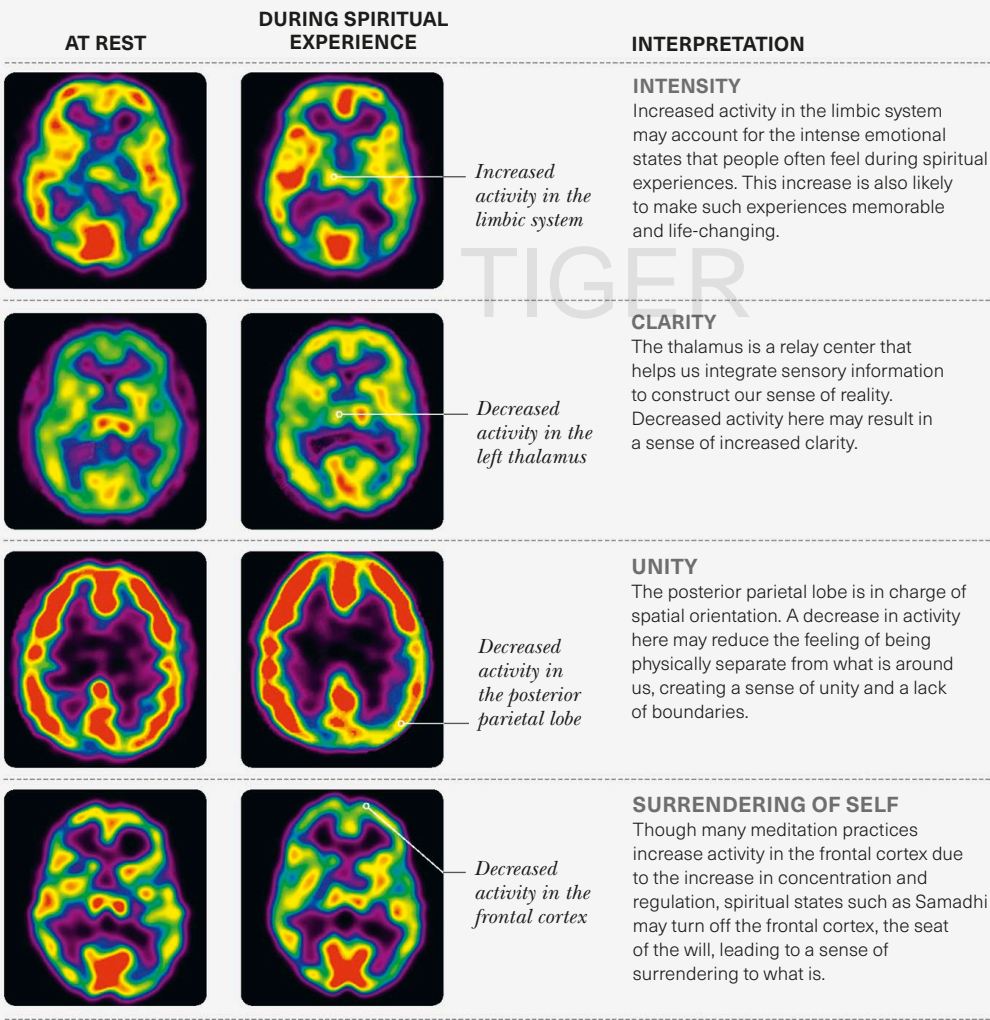 AT REST
DURING SPIRITUAL
EXPERIENCE
INTERPRETATION
Increased
activity in the
limbic system
INTENSITY
Increased activity in the limbic system
may account for the intense emotional
states that people often feel during spiritual
experiences. This increase is also likely
to make such experiences memorable
and life-changing.
TIGER
Decreased
activity in the
left thalamus
CLARITY
The thalamus is a relay center that
helps us integrate sensory information
to construct our sense of reality.
Decreased activity here may result in
a sense of increased clarity.
Decreased
activity in
the posterior
parietal lobe
UNITY
The posterior parietal lobe is in charge of
spatial orientation. A decrease in activity
here may reduce the feeling of being
physically separate from what is around
us, creating a sense of unity and a lack
of boundaries.
Decreased
activity in the
frontal cortex
SURRENDERING OF SELF
Though many meditation practices
increase activity in the frontal cortex due
to the increase in concentration and
regulation, spiritual states such as Samadhi
may turn off the frontal cortex, the seat
of the will, leading to a sense of
surrendering to what is.